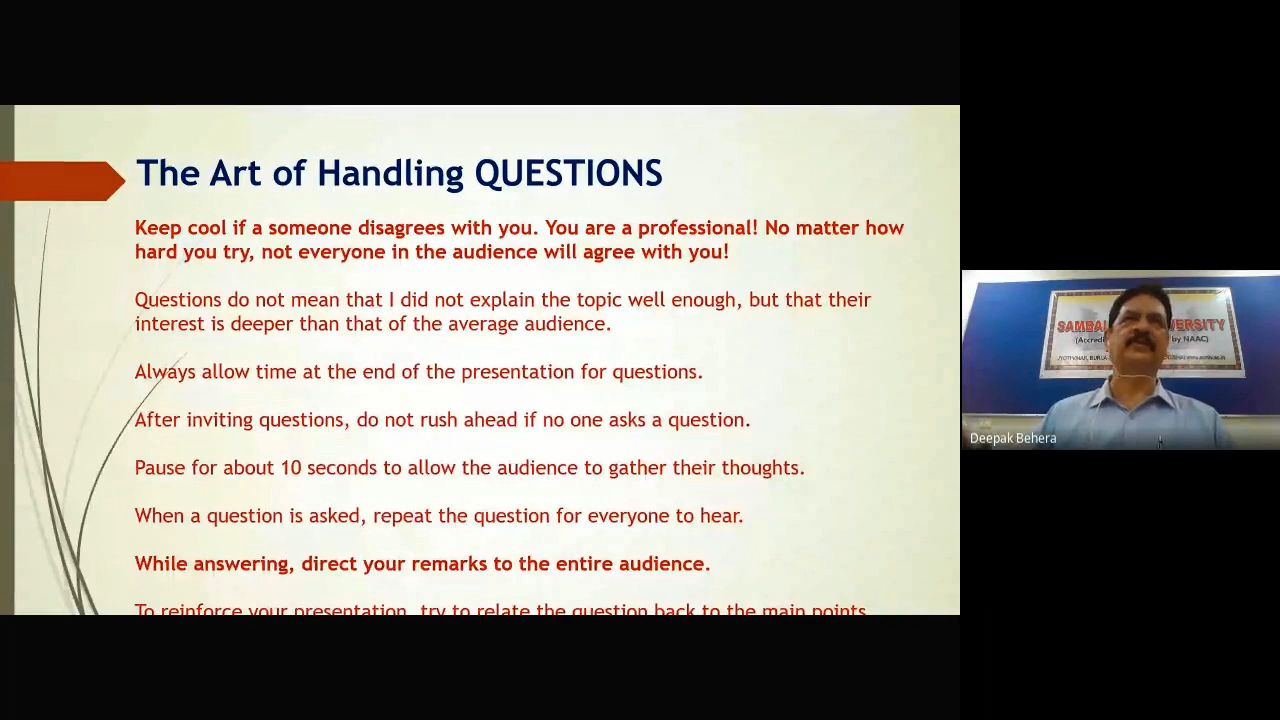 The Art of Handling QUESTIONS
Keep cool if a someone disagrees with you. You are a professional! No matter how
hard you try, not everyone in the audience will agree with you!
Questions do not mean that I did not explain the topic well enough, but that their
interest is deeper than that of the average audience.
Always allow time at the end of the presentation for questions.
After inviting questions, do not rush ahead if no one asks a question.
Pause for about 10 seconds to allow the audience to gather their thoughts.
When a question is asked, repeat the question for everyone to hear.
While answering, direct your remarks to the entire audience.
To reinforce your presentation, try to relate the question back to the main points
SAMBAL ERSITY
(Accredi by NAAC)
Deepak Behera